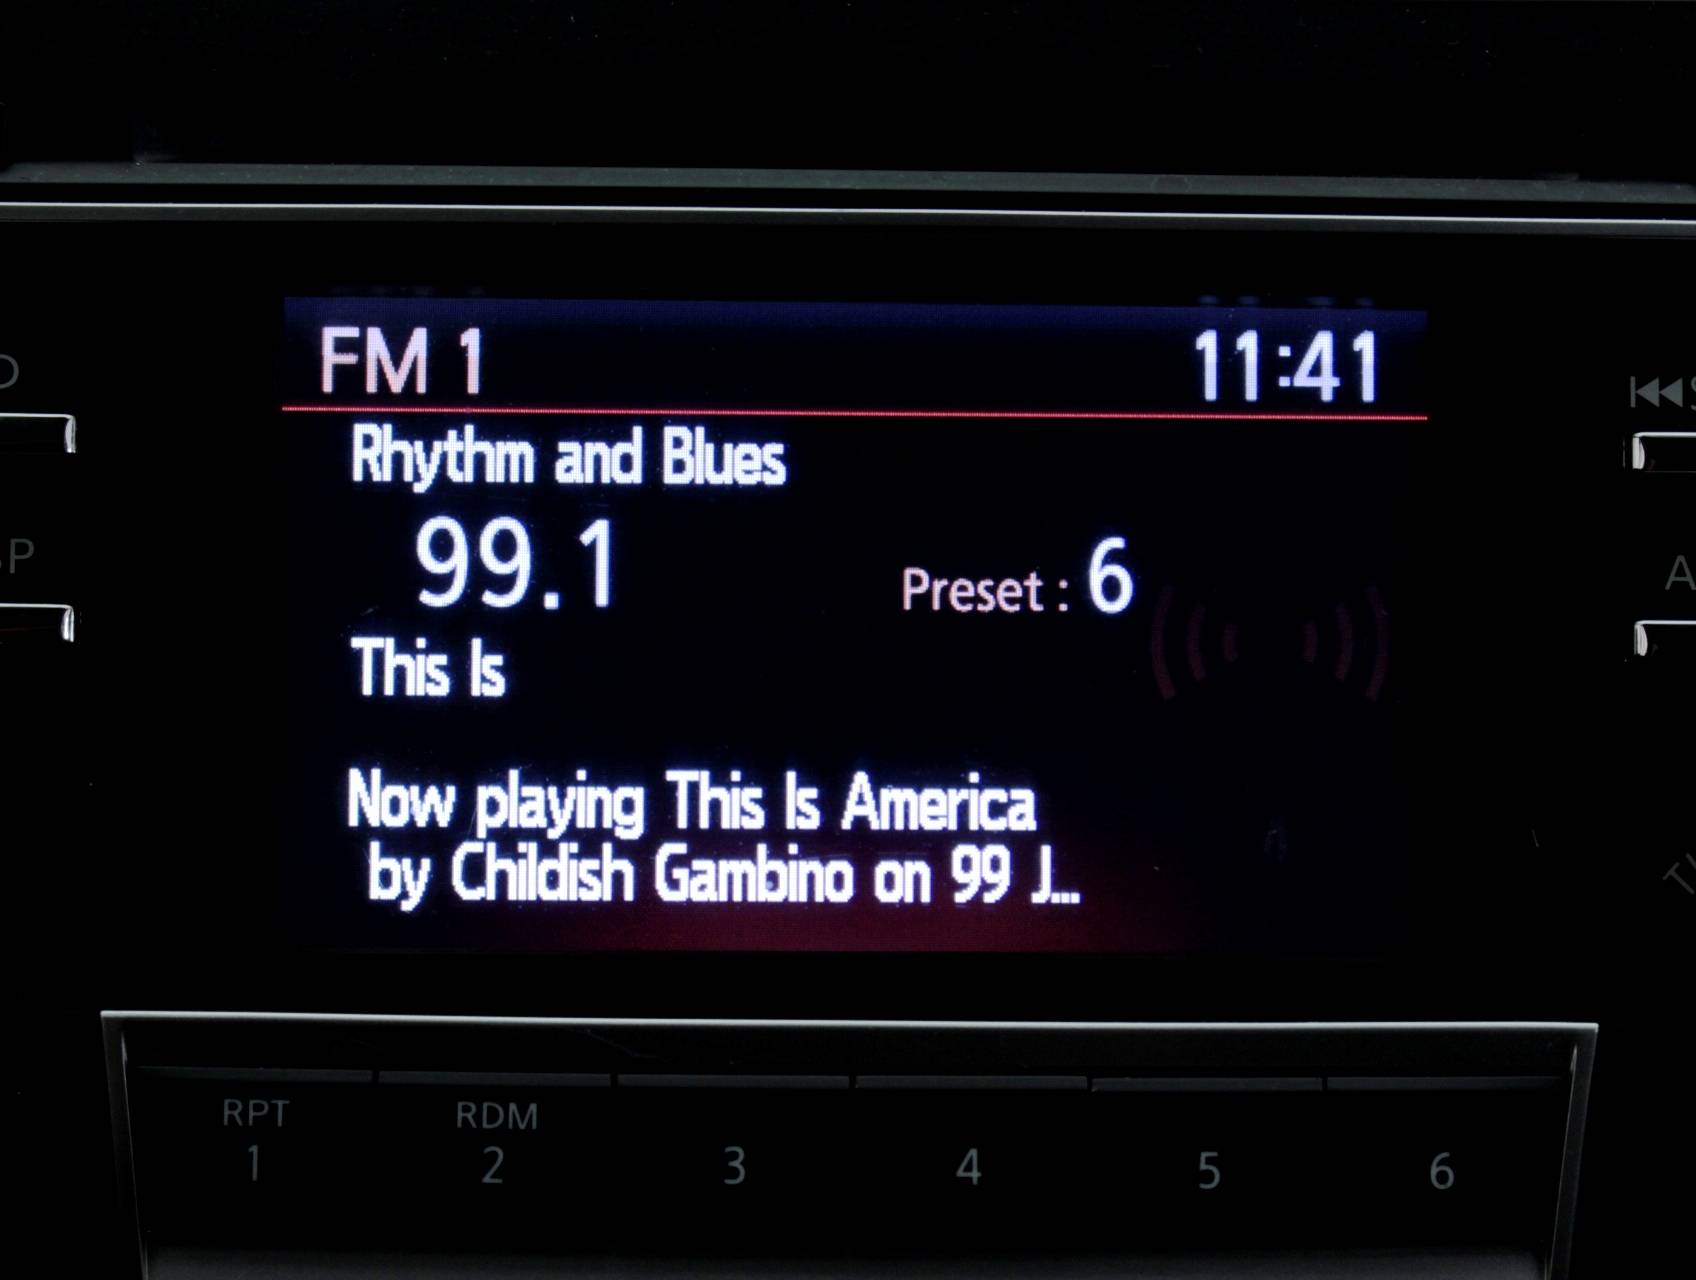 FM 1 11:41
Rhythm and Blues
99.1 Preset : 6
This Is
Now playing This Is America
by Childish Gambino on 99 J...
RPT RDM
1 2 3 4 5 6